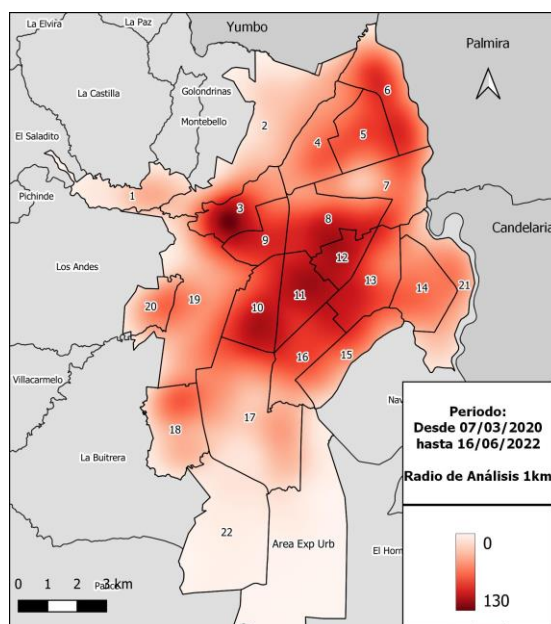 La Elvira
La Paz
Yumbo
Palmira
La Castilla
Golondrinas
Montebello
El Saladito
Pichinde
Candelaria
Los Andes
Villacarmelo
La Buitrera
6
2
5
4
7
1
3
8
9
12
13
14
21
20
19
11
10
16
15
17
18
22
Area Exp Urb
El Horm
0 1 2 3 km
Periodo:
Desde 07/03/2020
hasta 16/06/2022
Radio de Análisis 1km
0
130